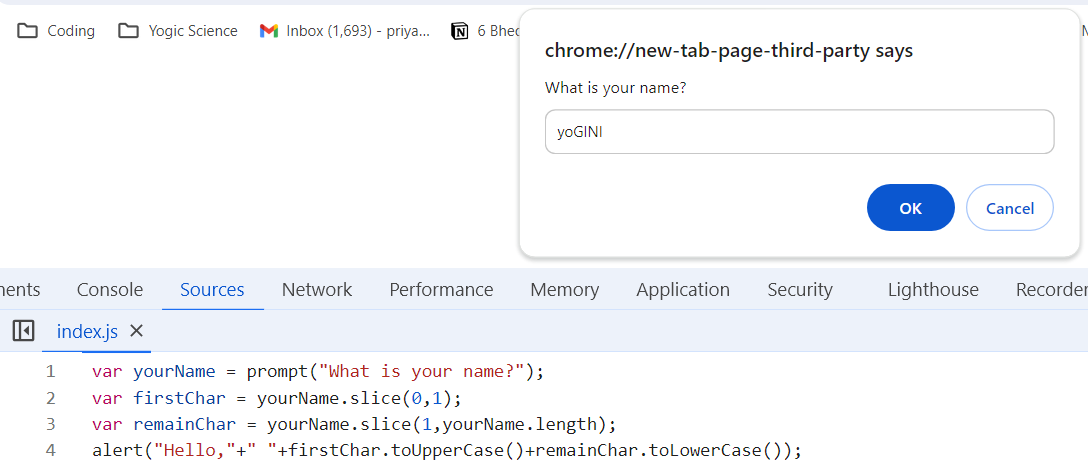 Coding Yogic Science Inbox (1,693) - priya... 6 Bhec
chrome://new-tab-page-third-party says
What is your name?
yoGINI
OK Cancel
nents Console Sources Network Performance Memory Application Security Lighthouse Recorder
index.js
1 var yourName = prompt("What is your name?");
2 var firstChar = yourName.slice(0,1);
3 var remainChar = yourName.slice(1,yourName.length);
4 alert("Hello,"+" "+firstChar.toUpperCase()+remainChar.toLowerCase());